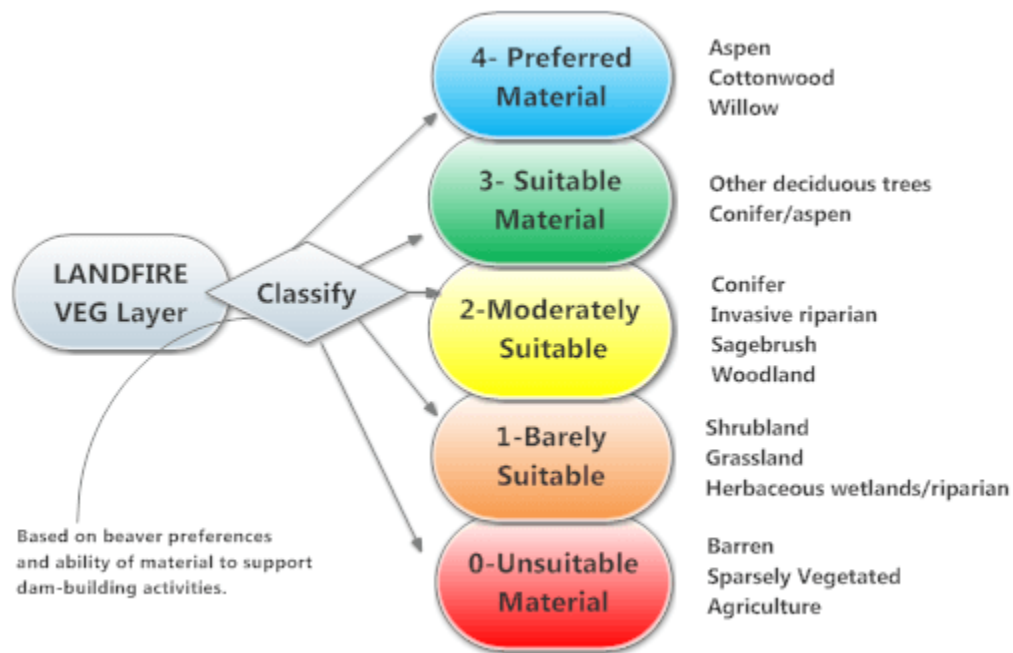 4- Preferred
Material
Aspen
Cottonwood
Willow
3- Suitable
Material
Other deciduous trees
Conifer/aspen
LANDFIRE
VEG Layer
Classify
2-Moderately
Suitable
Conifer
Invasive riparian
Sagebrush
Woodland
1-Barely
Suitable
Shrubland
Grassland
Herbaceous wetlands/riparian
Based on beaver preferences
and ability of material to support
dam-building activities.
0-Unsuitable
Material
Barren
Sparsely Vegetated
Agriculture